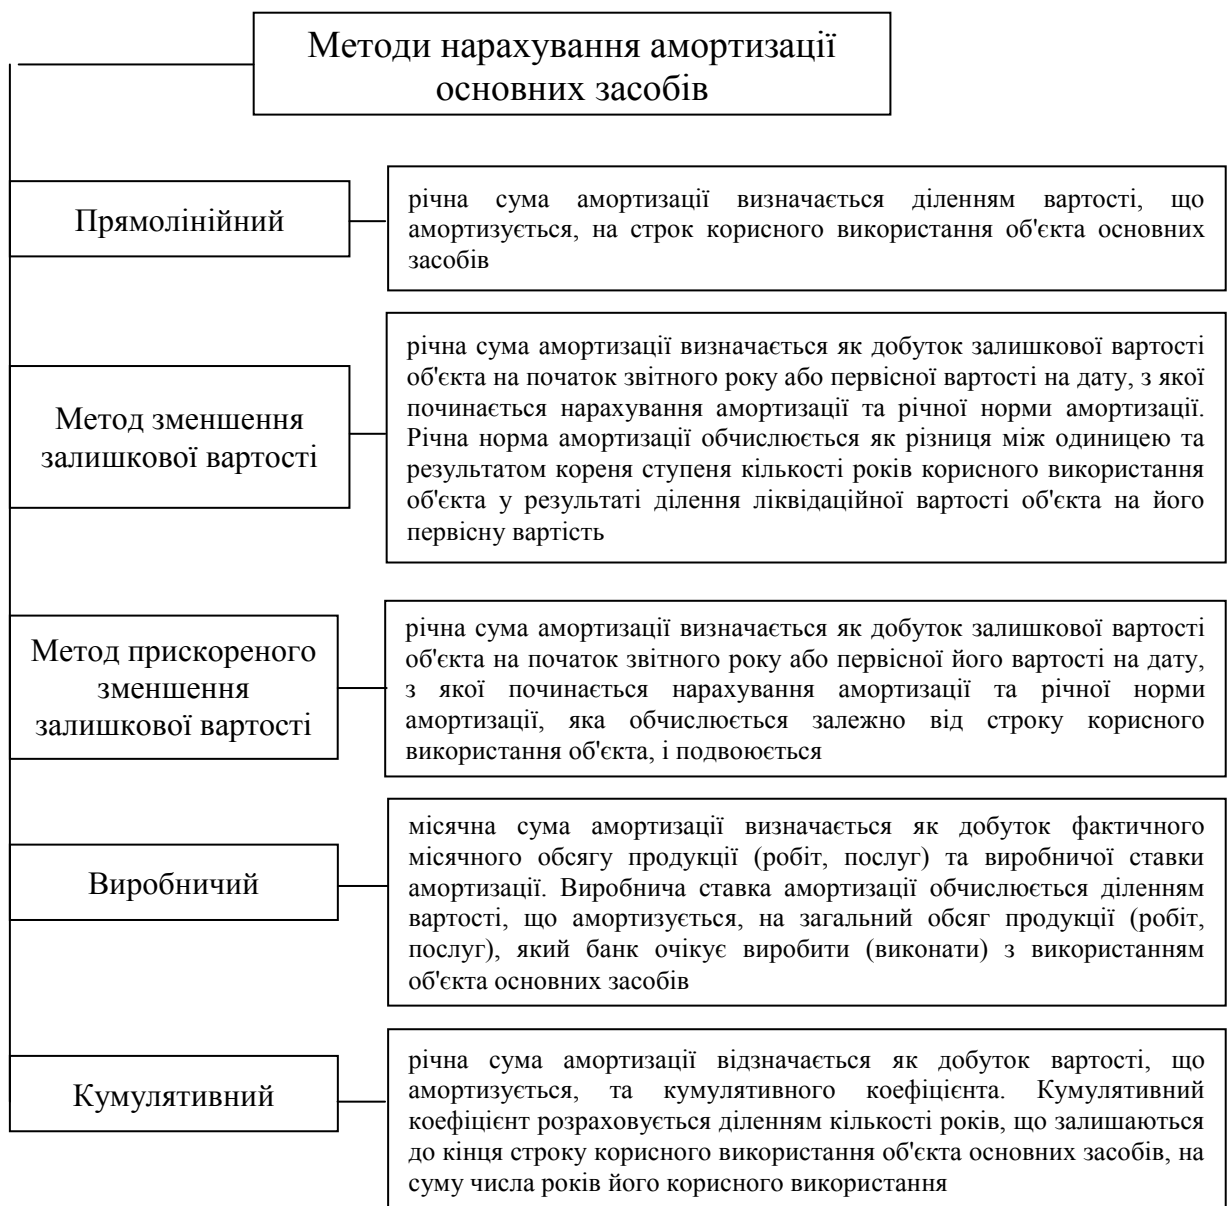 Методи нарахування амортизації
основних засобів
Прямолінійний
річна сума амортизації визначається діленням вартості, що
амортизується, на строк корисного використання об'єкта основних
засобів
Метод зменшення
залишкової вартості
річна сума амортизації визначається як добуток залишкової вартості
об'єкта на початок звітного року або первісної вартості на дату, з якої
починається нарахування амортизації та річної норми амортизації.
Річна норма амортизації обчислюється як різниця між одиницею та
результатом кореня ступеня кількості років корисного використання
об'єкта у результаті ділення ліквідаційної вартості об'єкта на його
первісну вартість
Метод прискореного
зменшення
залишкової вартості
річна сума амортизації визначається як добуток залишкової вартості
об'єкта на початок звітного року або первісної його вартості на дату,
з якої починається нарахування амортизації та річної норми
амортизації, яка обчислюється залежно від строку корисного
використання об'єкта, і подвоюється
Виробничий
місячна сума амортизації визначається як добуток фактичного
місячного обсягу продукції (робіт, послуг) та виробничої ставки
амортизації. Виробнича ставка амортизації обчислюється діленням
вартості, що амортизується, на загальний обсяг продукції (робіт,
послуг), який банк очікує виробити (виконати) з використанням
об'єкта основних засобів
Кумулятивний
річна сума амортизації відзначається як добуток вартості, що
амортизується, та кумулятивного коефіцієнта. Кумулятивний
коефіцієнт розраховується діленням кількості років, що залишаються
до кінця строку корисного використання об'єкта основних засобів, на
суму числа років його корисного використання